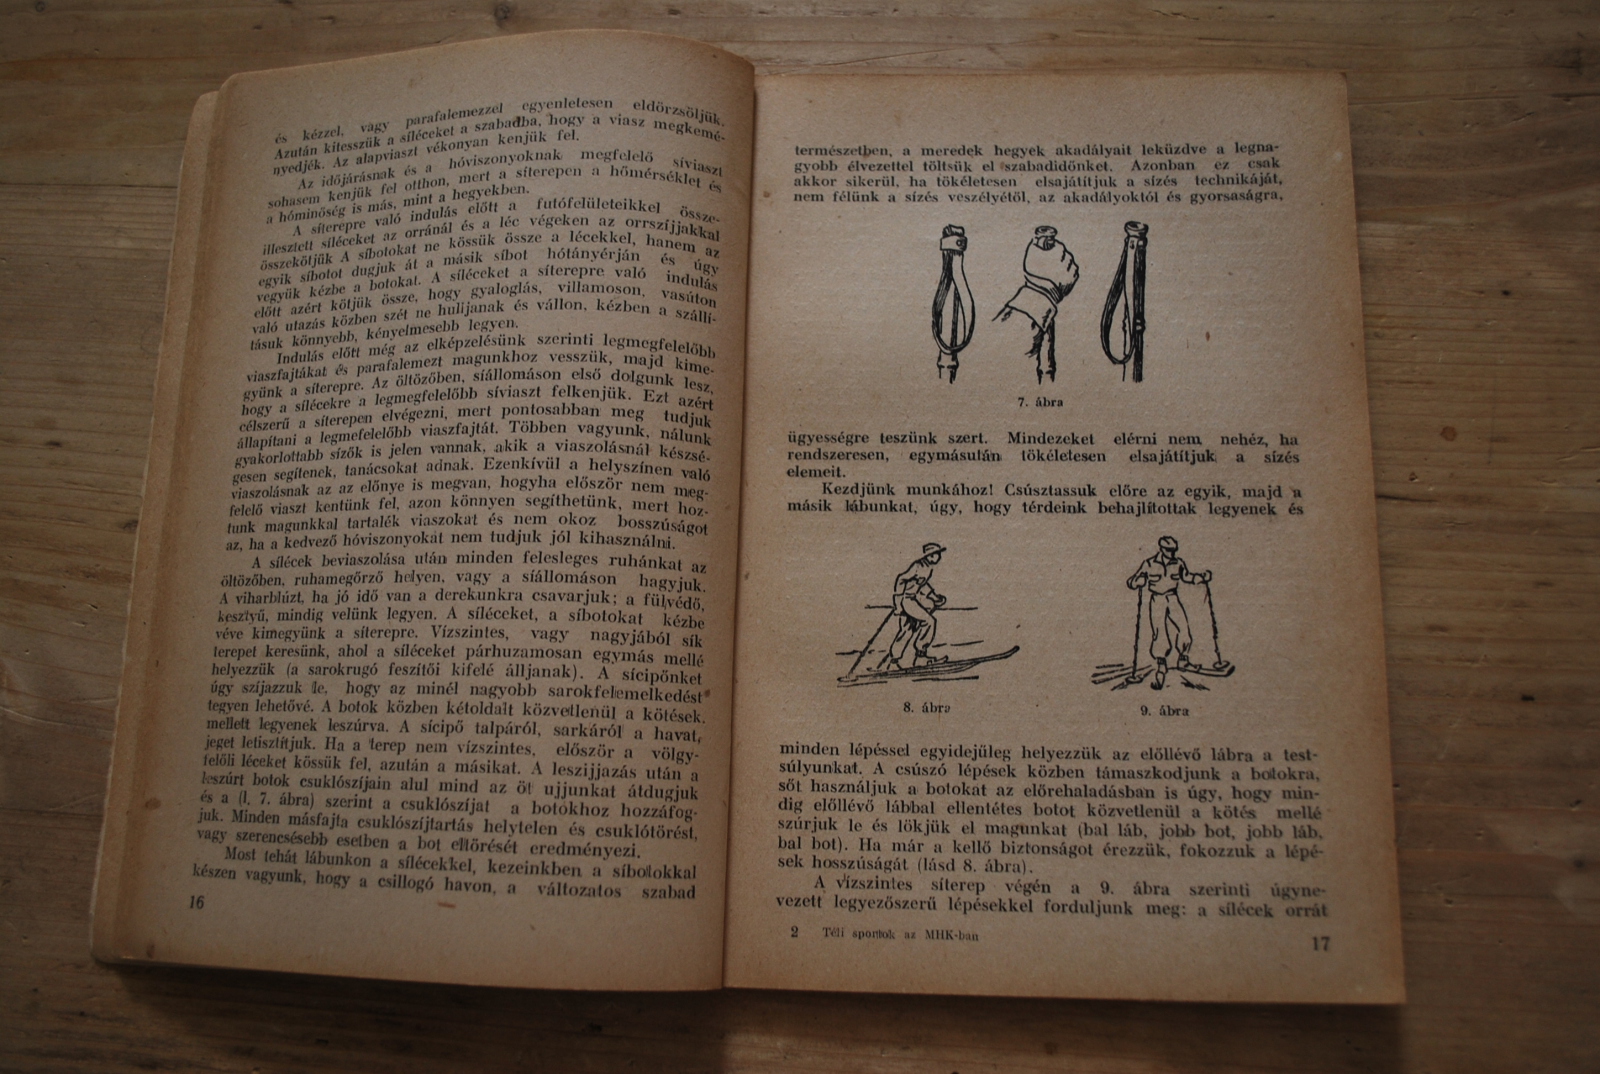 és kézzel, vagy parafalemezzel egyenletesen eldörzsöljük.
Azután kitesszük a síléceket a szabadba, hogy a viasz megkemé-
nyedjék. Az alapviaszt vékonyan kenjük fel.
Az időjárásnak és a hóviszonyoknak megfelelő síviaszt
sohasem kenjük fel otthon, mert a síterepen a hőmérséklet és
a hóminőség is más, mint a hegyekben.
A síterepre való indulás előtt a futófelületeikkel össze-
illesztett síléceket az orránál és a léc végeken az orrszíjjakkal
összekötjük A síbotokat ne kössük össze a lécekkel, hanem az
egyik síbotot dugjuk át a másik síbot hótányérján és úgy
vegyük kézbe a botokat. A síléceket a síterepre való indulás
előtt azért kötjük össze, hogy gyaloglás, villamoson, vasúton
való utazás közben szét ne hulljanak és vállon, kézben a szállí-
tásuk könnyebb, kényelmesebb legyen.
Indulás előtt még az elképzelésünk szerinti legmegfelelőbb
viaszfajtákat és parafalemezt magunkhoz vesszük, majd kime-
gyünk a síterepre. Az öltözőben, síállomáson első dolgunk lesz,
hogy a sílécekre a legmegfelelőbb síviaszt felkenjük. Ezt azért
célszerű a síterepen elvégezni, mert pontosabban meg tudjuk
állapítani a legmefelelőbb viaszfajtát. Többen vagyunk, nálunk
gyakorlottabb sízők is jelen vannak, akik a viaszolásnál készsé-
gesen segítenek, tanácsokat adnak. Ezenkívül a helyszínen való
viaszolásnak az az előnye is megvan, hogyha először nem meg-
felelő viaszt kentünk fel, azon könnyen segíthetünk, mert hoz-
tunk magunkkal tartalék viaszokat és nem okoz bosszúságot
az, ha a kedvező hóviszonyokat nem tudjuk jól kihasználni.
A sílécek beviaszolása után minden felesleges ruhánkat az
öltözőben, ruhamegőrző helyen, vagy a síállomáson hagyjuk.
A viharblúzt, ha jó idő van a derekunkra csavarjuk; a fülvédő,
kesztyű, mindig velünk legyen. A síléceket, a síbotokat kézbe
véve kimegyünk a síterepre. Vízszintes, vagy nagyjából sík
terepet keresünk, ahol a síléceket párhuzamosan egymás mellé
helyezzük (a sarokrugó feszítői kifelé álljanak). A sícipőnket
úgy szíjazzuk le, hogy az minél nagyobb sarokfelemelkedést
tegyen lehetővé. A botok közben kétoldalt közvetlenül a kötések
mellett legyenek leszúrva. A sícipő talpáról, sarkáról a havat,
jeget letisztítjuk. Ha a terep nem vízszintes, először a völgy-
felőli léceket kössük fel, azután a másikat. A leszíjjazás után a
leszúrt botok csuklószíjain alul mind az öt ujjunkat átdugjuk
és a (l. 7. ábra) szerint a csuklószíjat a botokhoz hozzáfog-
juk. Minden másfajta csuklószíjtartás helytelen és csuklótörést,
vagy szerencsésebb esetben a bot eltörését eredményezi.
Most tehát lábunkon a sílécekkel, kezeinkben a síbotokkal
készen vagyunk, hogy a csillogó havon, a változatos szabad
16
természetben, a meredek hegyek akadályait leküzdve a legna-
gyobb élvezettel töltsük el szabadidőnket. Azonban ez csak
akkor sikerül, ha tökéletesen elsajátítjuk a sízés technikáját,
nem félünk a sízés veszélyétől, az akadályoktól és gyorsaságra,
7. ábra
ügyességre teszünk szert. Mindezeket elérni nem nehéz, ha
rendszeresen, egymásután tökéletesen elsajátítjuk a sízés
elemeit.
Kezdjünk munkához! Csúsztassuk előre az egyik, majd a
másik lábunkat, úgy, hogy térdeink behajlítottak legyenek és
8. ábra
9. ábra
minden lépéssel egyidejűleg helyezzük az előllévő lábra a test-
súlyunkat. A csúszó lépések közben támaszkodjunk a botokra,
sőt használjuk a botokat az előrehaladásban is úgy, hogy min-
dig előllévő lábbal ellentétes botot közvetlenül a kötés mellé
szúrjuk le és lökjük el magunkat (bal láb, jobb bot, jobb láb,
bal bot). Ha már a kellő biztonságot érezzük, fokozzuk a lépé-
sek hosszúságát (lásd 8. ábra).
A vízszintes síterep végén a 9. ábra szerinti úgyne-
vezett legyezőszerű lépésekkel forduljunk meg: a sílécek orrát
2 Téli sportok az MHK-ban
17